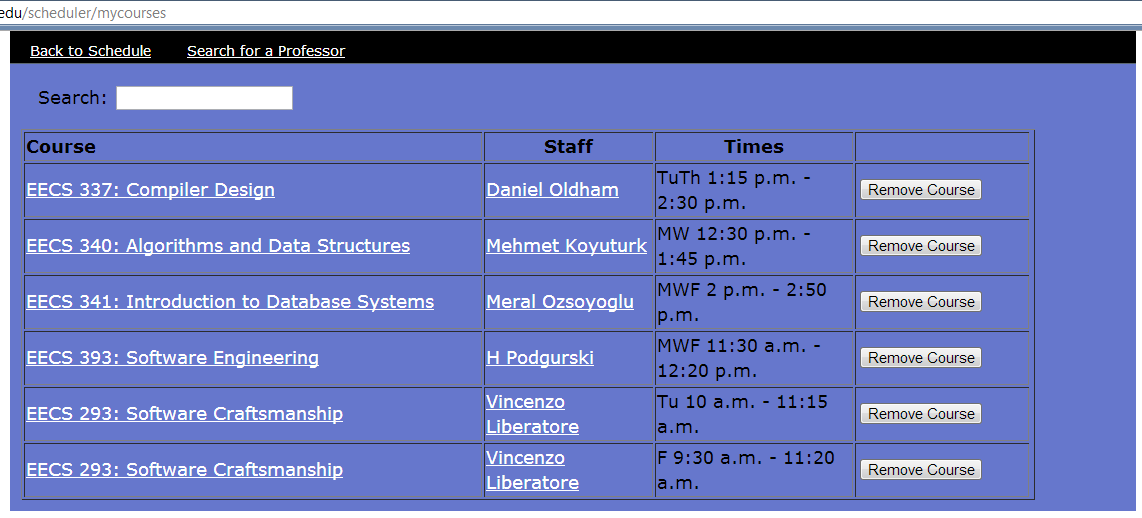 edu/scheduler/mycourses
Back to Schedule Search for a Professor
Search:
Course Staff Times
EECS 337: Compiler Design Daniel Oldham TuTh 1:15 p.m. -
2:30 p.m. Remove Course
EECS 340: Algorithms and Data Structures Mehmet Koyuturk MW 12:30 p.m. -
1:45 p.m. Remove Course
EECS 341: Introduction to Database Systems Meral Ozsoyoglu MWF 2 p.m. - 2:50
p.m. Remove Course
EECS 393: Software Engineering H Podgurski MWF 11:30 a.m. -
12:20 p.m. Remove Course
EECS 293: Software Craftsmanship Vincenzo
Liberatore Tu 10 a.m. - 11:15
a.m. Remove Course
EECS 293: Software Craftsmanship Vincenzo
Liberatore F 9:30 a.m. - 11:20
a.m. Remove Course